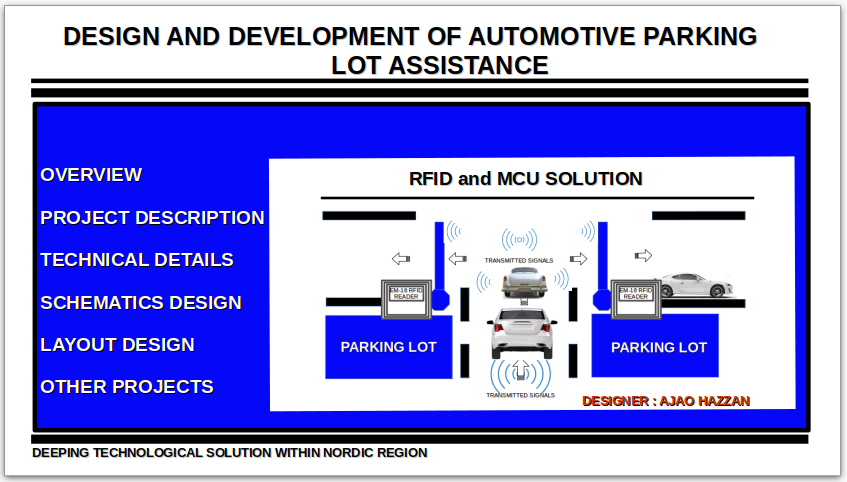 DESIGN AND DEVELOPMENT OF AUTOMOTIVE PARKING
LOT ASSISTANCE
OVERVIEW
PROJECT DESCRIPTION
TECHNICAL DETAILS
SCHEMATICS DESIGN
LAYOUT DESIGN
OTHER PROJECTS
RFID and MCU SOLUTION
TRANSMITTED SIGNALS
EM-18 RFID
READER
EM-18 RFID
READER
PARKING LOT
PARKING LOT
TRANSMITTED SIGNALS
DESIGNER : AJAO HAZZAN
DEEPING TECHNOLOGICAL SOLUTION WITHIN NORDIC REGION